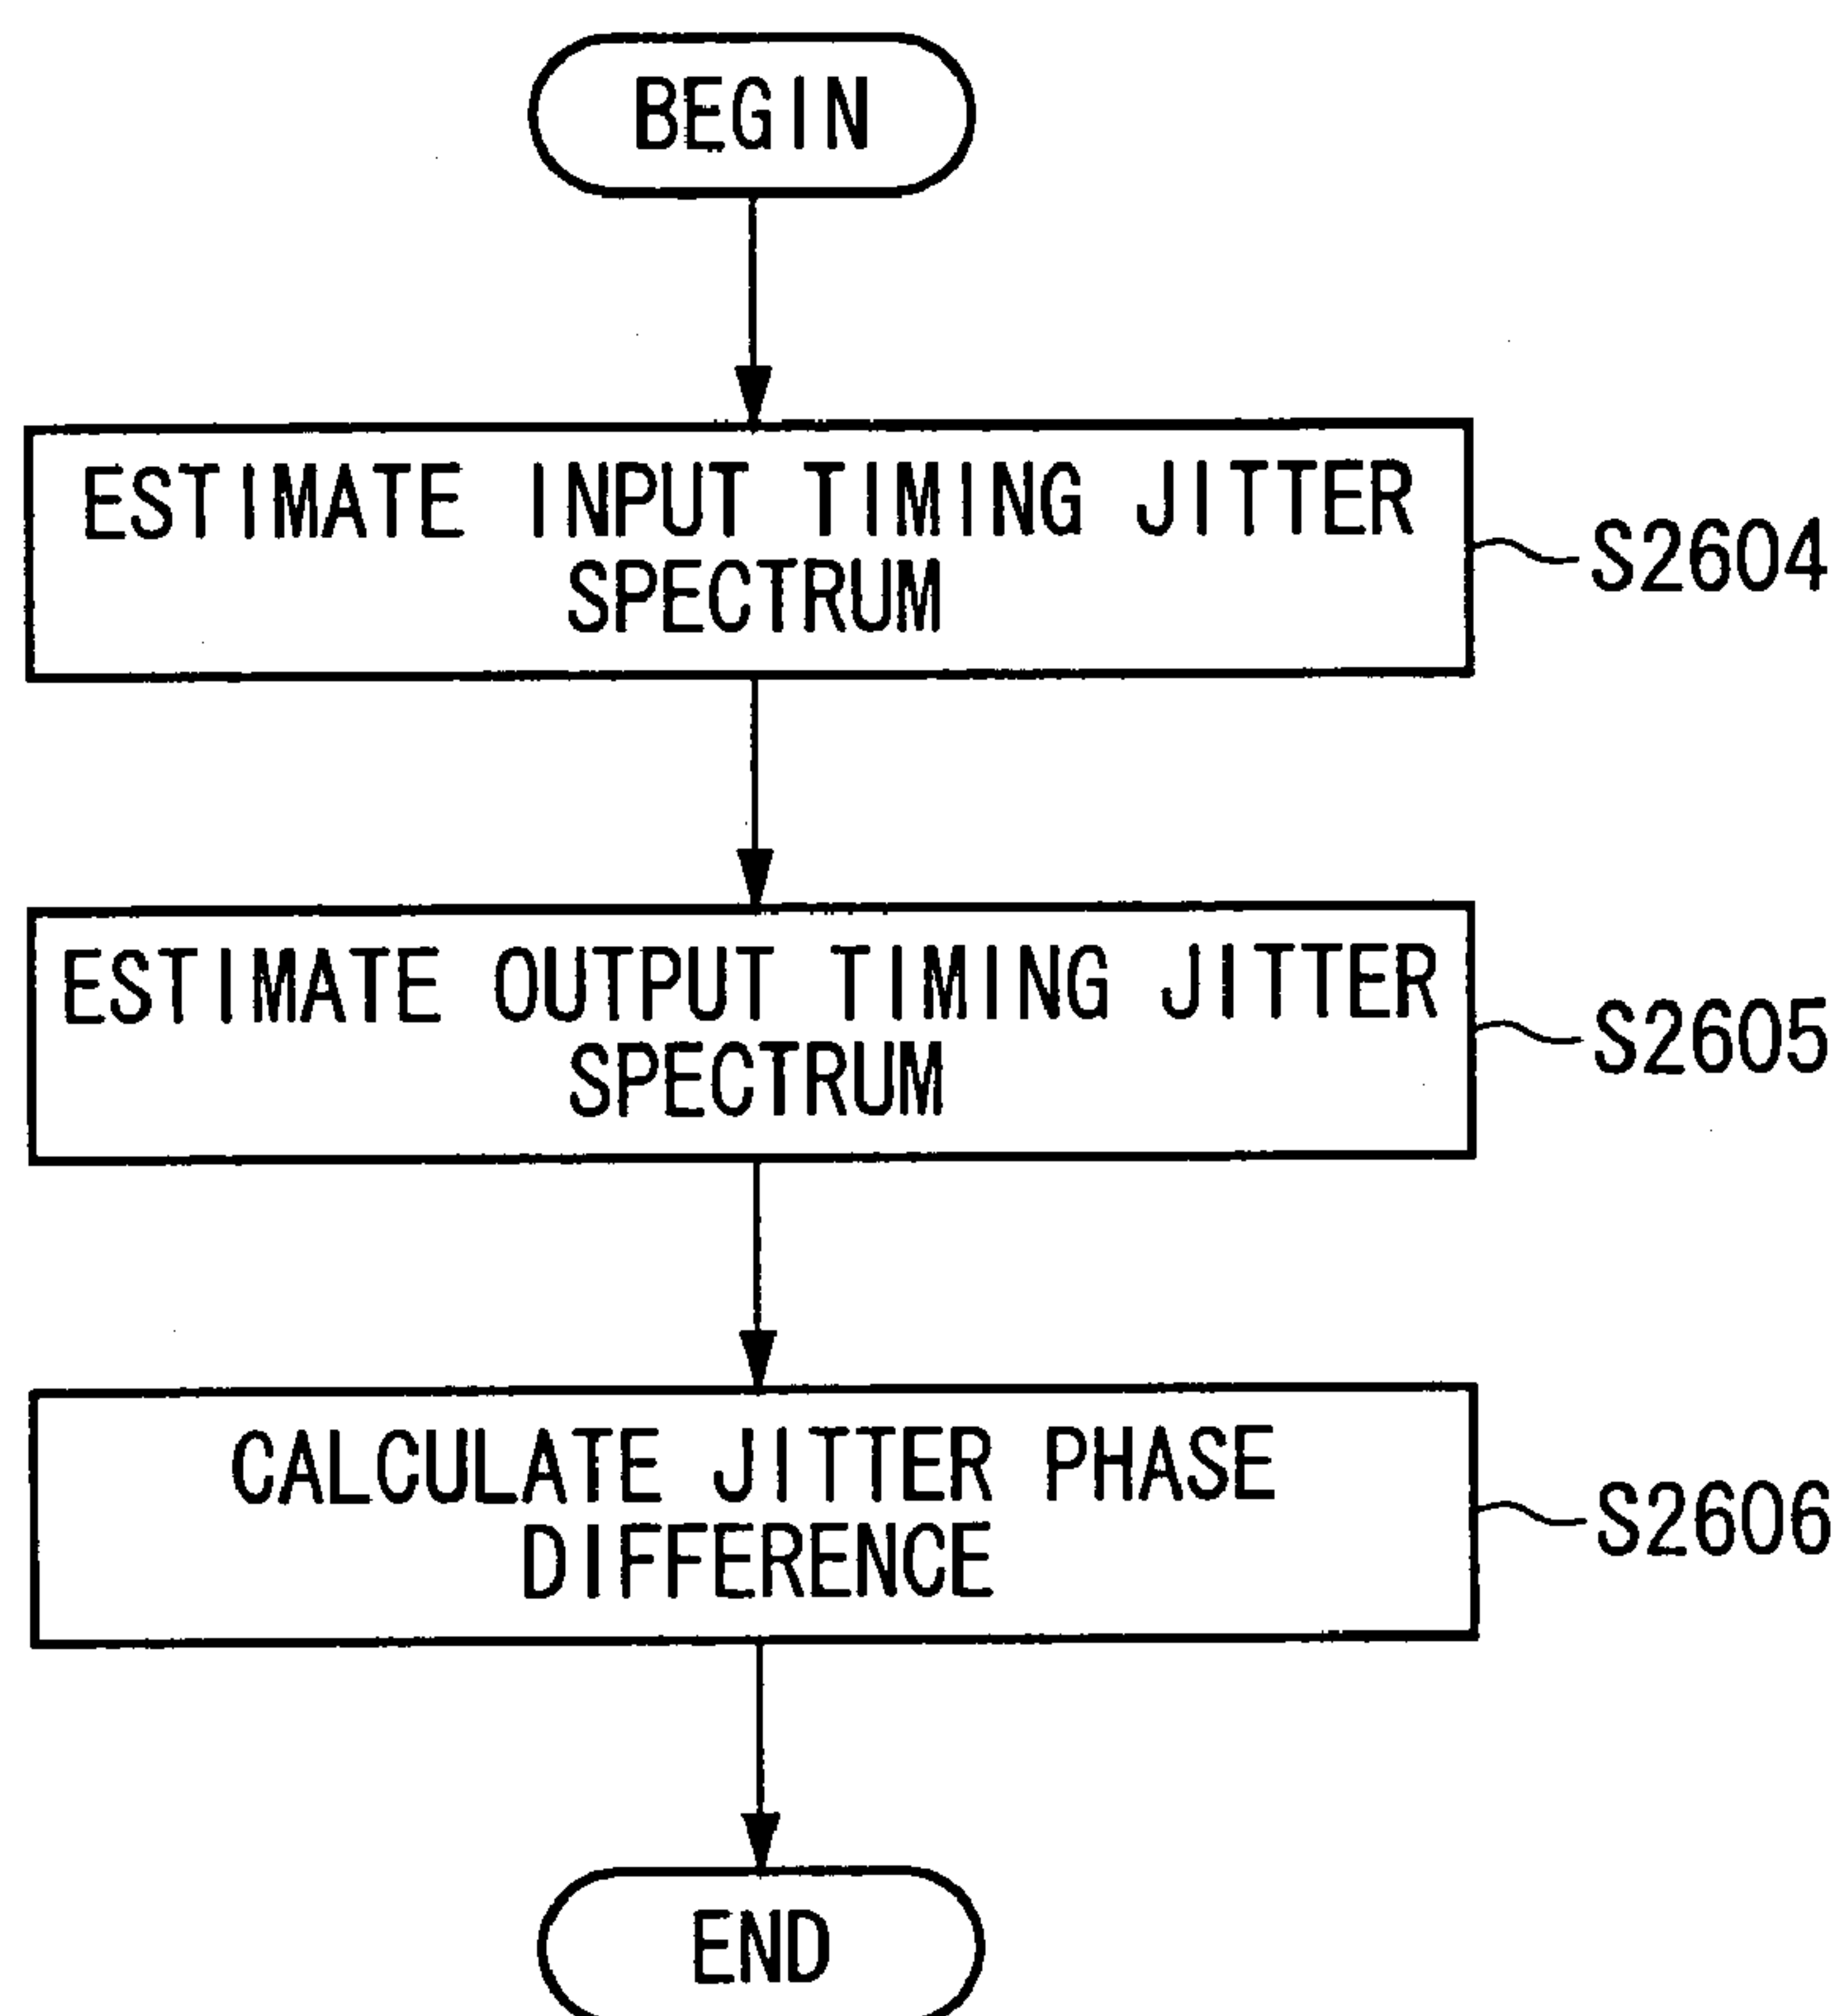 BEGIN
ESTIMATE INPUT TIMING JITTER
SPECTRUM
S2604
ESTIMATE OUTPUT TIMING JITTER
SPECTRUM
S2605
CALCULATE JITTER PHASE
DIFFERENCE
S2606
END